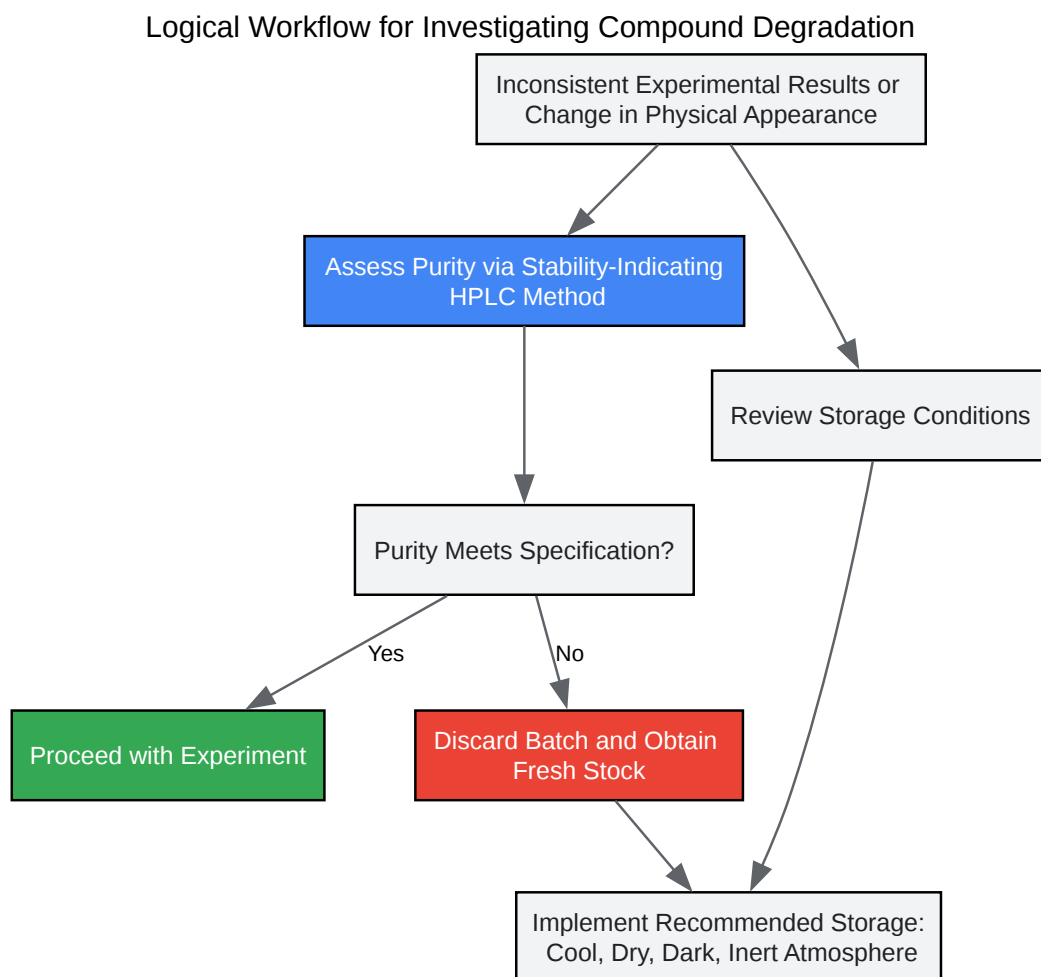 Logical Workflow for Investigating Compound Degradation
Inconsistent Experimental Results or
Change in Physical Appearance
Assess Purity via Stability-Indicating
HPLC Method
Review Storage Conditions
Purity Meets Specification?
Yes
No
Proceed with Experiment
Discard Batch and Obtain
Fresh Stock
Implement Recommended Storage:
Cool, Dry, Dark, Inert Atmosphere